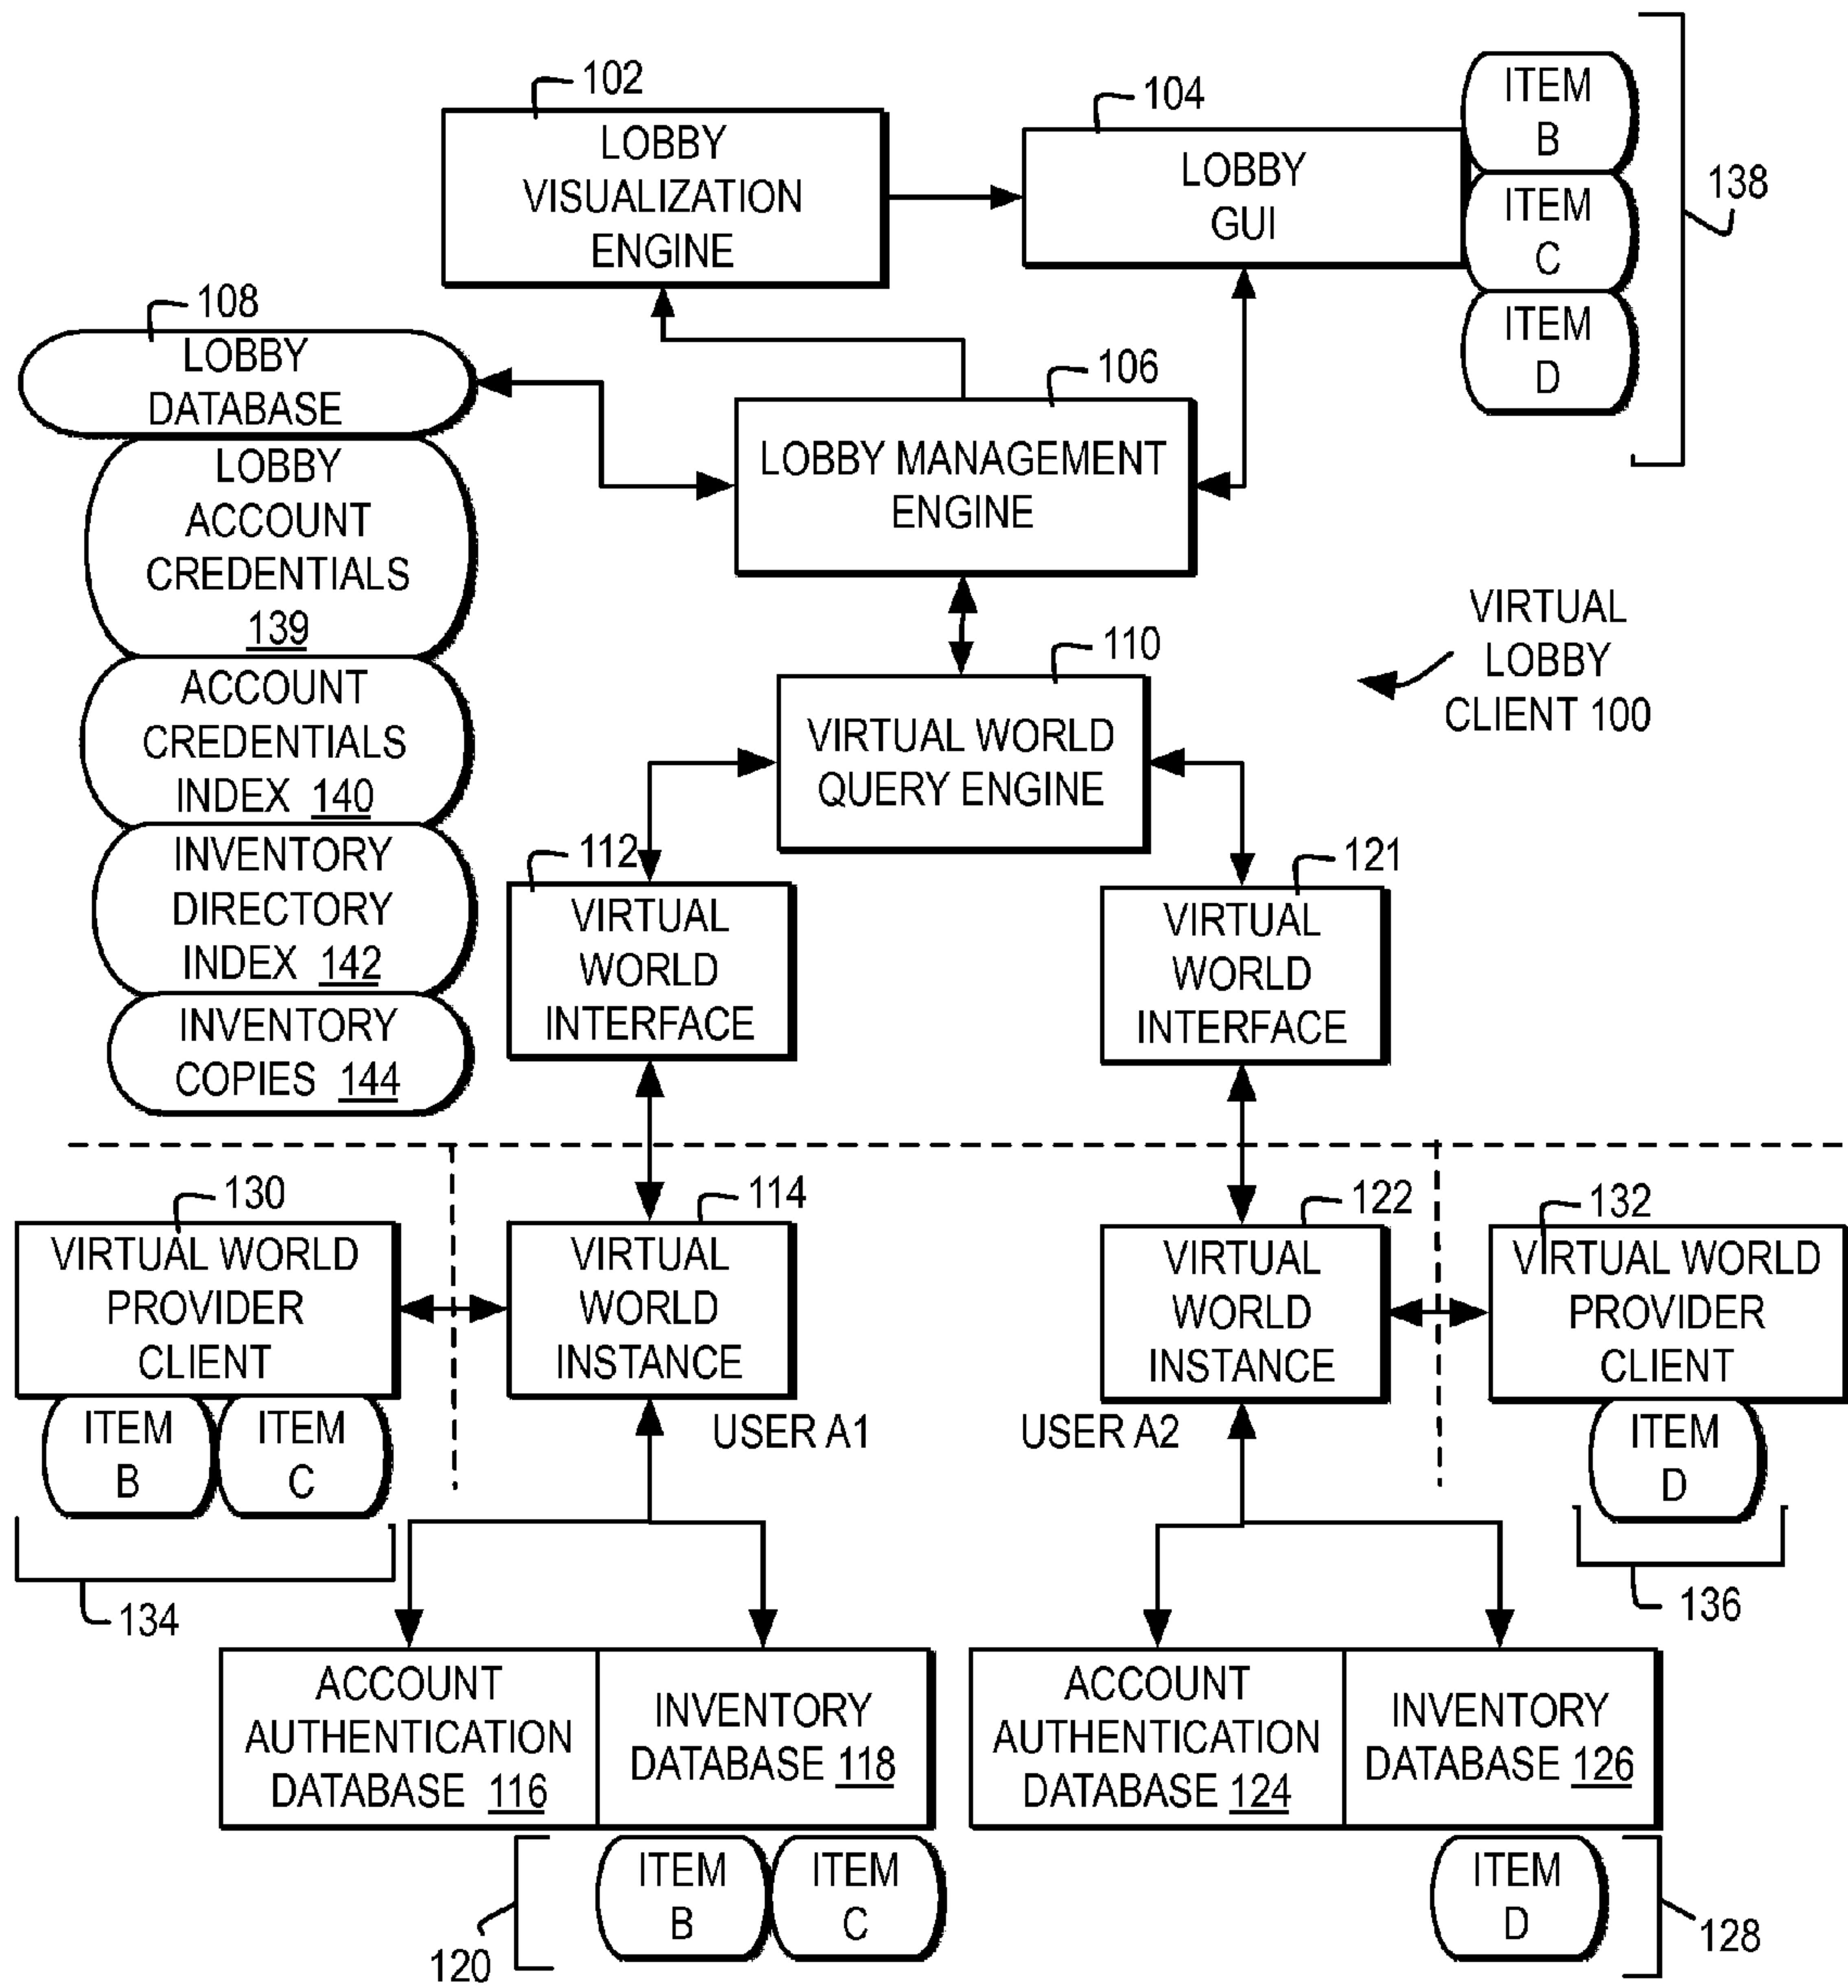 102
LOBBY
VISUALIZATION
ENGINE
104
LOBBY
GUI
ITEM
B
ITEM
C
ITEM
D
138
108
LOBBY
DATABASE
LOBBY
ACCOUNT
CREDENTIALS
139
ACCOUNT
CREDENTIALS
INDEX 140
INVENTORY
DIRECTORY
INDEX 142
INVENTORY
COPIES 144
106
LOBBY MANAGEMENT
ENGINE
VIRTUAL
LOBBY
CLIENT 100
110
VIRTUAL WORLD
QUERY ENGINE
112
VIRTUAL
WORLD
INTERFACE
121
VIRTUAL
WORLD
INTERFACE
130
VIRTUAL WORLD
PROVIDER
CLIENT
ITEM
B
ITEM
C
134
114
VIRTUAL
WORLD
INSTANCE
USER A1
122
VIRTUAL
WORLD
INSTANCE
USER A2
132
VIRTUAL WORLD
PROVIDER
CLIENT
ITEM
D
136
ACCOUNT
AUTHENTICATION
DATABASE 116
INVENTORY
DATABASE 118
ITEM
B
ITEM
C
120
ACCOUNT
AUTHENTICATION
DATABASE 124
INVENTORY
DATABASE 126
ITEM
D
128